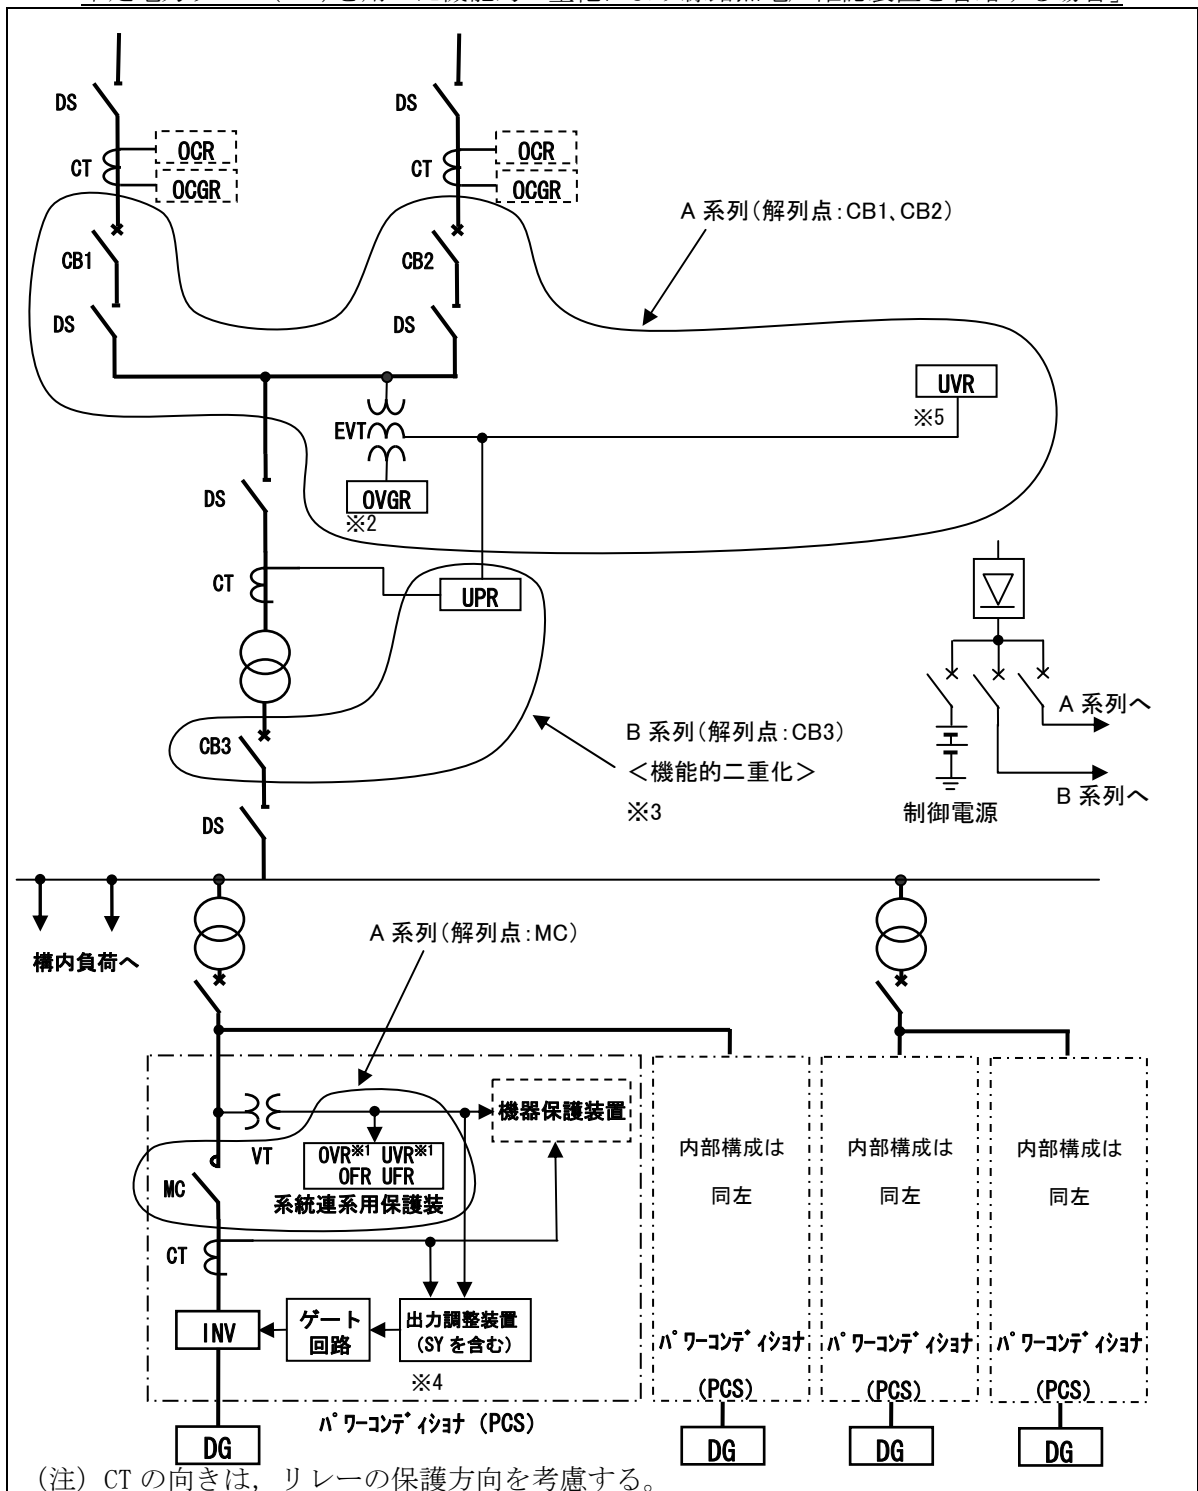 DS
DS
CT
OCR
OCGR
CT
OCR
OCGR
A 系列(解列点:CB1、CB2)
CB1
CB2
DS
DS
UVR
※5
EVT
OVGR
※2
DS
CT
UPR
A 系列へ
B 系列へ
制御電源
CB3
B 系列(解列点:CB3)
<機能的二重化>
※3
DS
構内負荷へ
A 系列(解列点:MC)
VT
機器保護装置
OVR※1 UVR※1
OFR UFR
系統連系用保護装
MC
CT
INV
ゲート
回路
出力調整装置
(SY を含む)
※4
パワーコンディショナ (PCS)
DG
内部構成は
同左
パワーコンディショナ
(PCS)
DG
内部構成は
同左
パワーコンディショナ
(PCS)
DG
内部構成は
同左
パワーコンディショナ
(PCS)
DG
(注) CT の向きは，リレーの保護方向を考慮する。